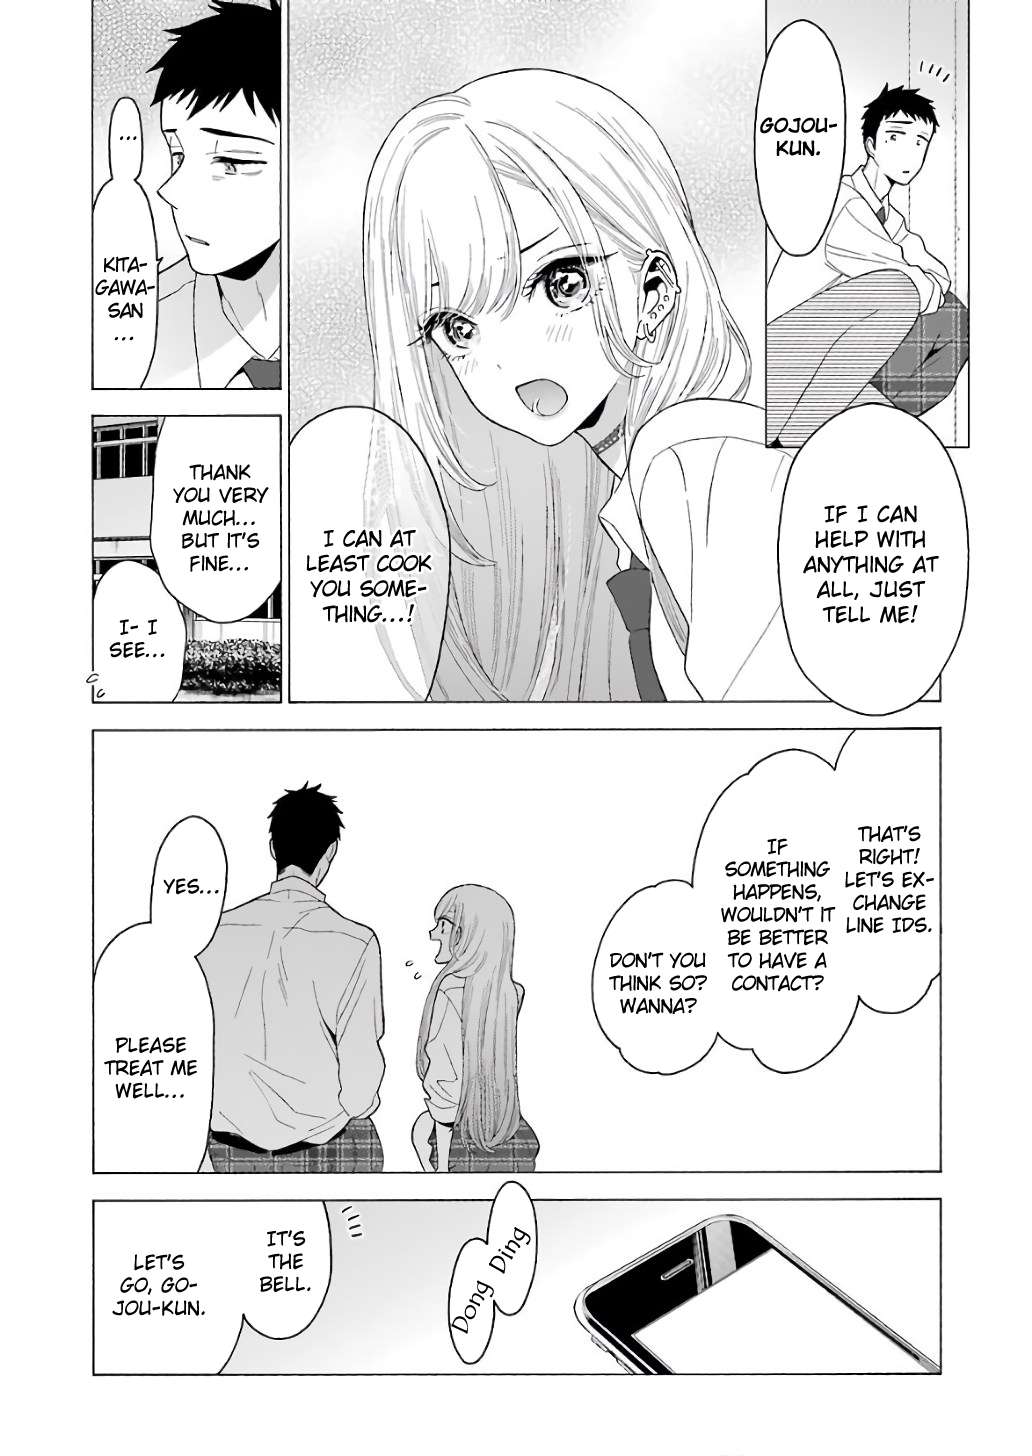 GOJOU-
KUN.
IF I CAN
HELP WITH
ANYTHING AT
ALL, JUST
TELL ME!
I CAN AT
LEAST COOK
YOU SOME-
THING...!
...
KITA-
GAWA-
SAN
...
THANK
YOU VERY
MUCH...
BUT IT'S
FINE...
I- I
SEE...
THAT'S
RIGHT!
LET'S EX-
CHANGE
LINE IDS.
IF
SOMETHING
HAPPENS,
WOULDN'T IT
BE BETTER
TO HAVE A
CONTACT?
DON'T YOU
THINK SO?
WANNA?
YES...
PLEASE
TREAT ME
WELL...
Ding
Dong
IT'S
THE
BELL.
LET'S
GO, GO-
JOU-KUN.